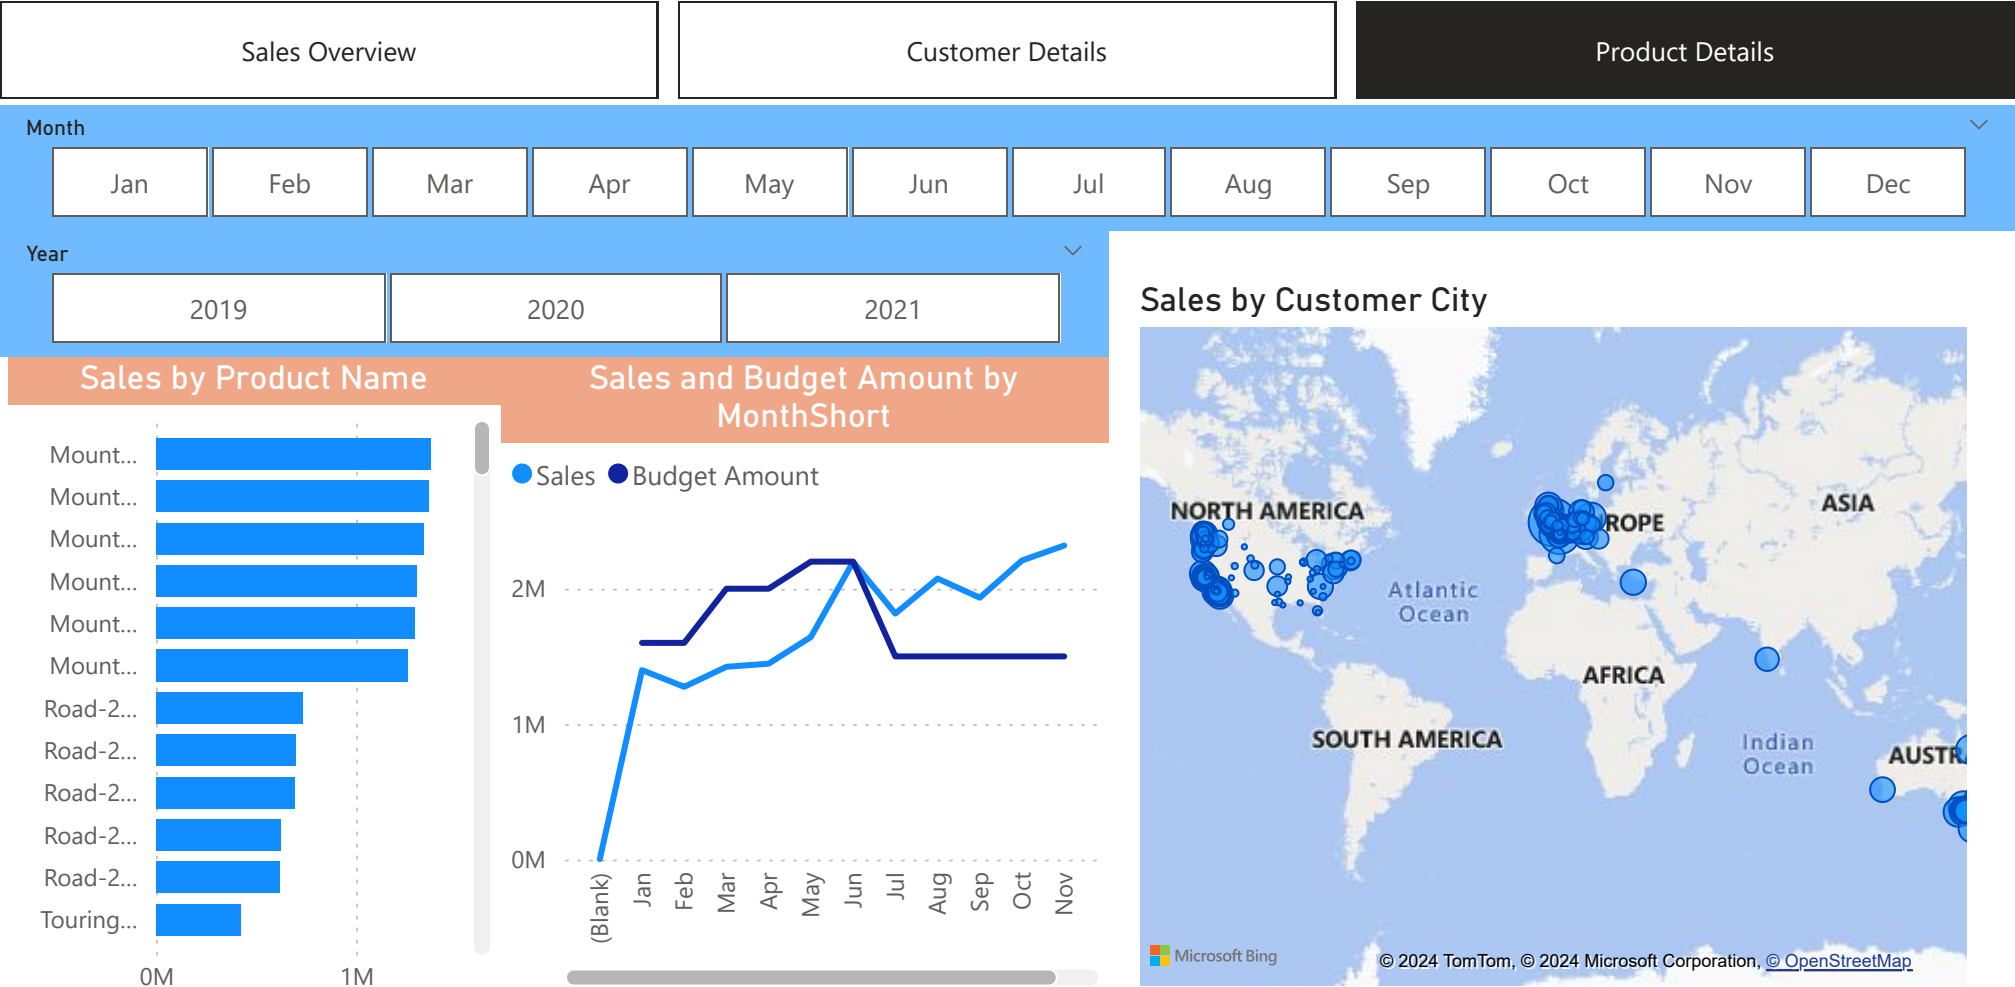 Sales Overview
Customer Details
Product Details
Month
Jan
Feb
Mar
Apr
May
Jun
Jul
Aug
Sep
Oct
Nov
Dec
Year
2019
2020
2021
Sales by Product Name
Mount...
Mount...
Mount...
Mount...
Mount...
Mount...
Road-2...
Road-2...
Road-2...
Road-2...
Road-2...
Touring...
0M
1M
Sales and Budget Amount by
MonthShort
Sales
Budget Amount
2M
1M
0M
(Blank)
Jan
Feb
Mar
Apr
May
Jun
Jul
Aug
Sep
Oct
Nov
Sales by Customer City
NORTH AMERICA
ROPE
ASIA
Atlantic
Ocean
AFRICA
SOUTH AMERICA
Indian
Ocean
AUSTR
Microsoft Bing
© 2024 TomTom, © 2024 Microsoft Corporation, © OpenStreetMap